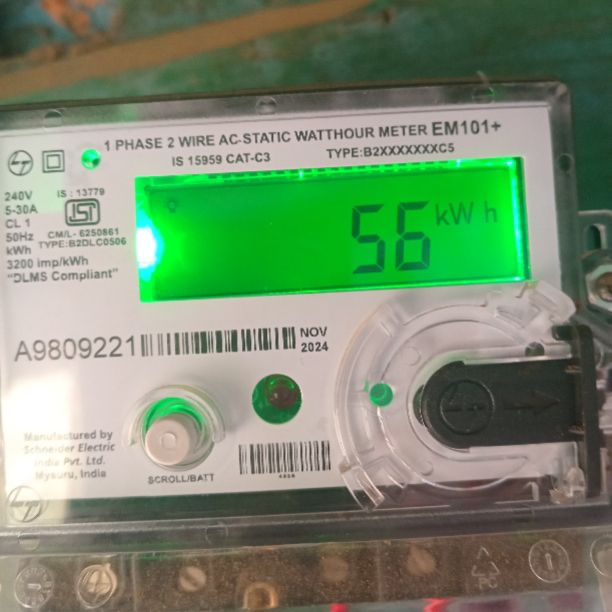 1 PHASE 2 WIRE AC-STATIC WATTHOUR METER EM101+
IS 15959 CAT-C3 TYPE:B2XXXXXXXC5
240V
5-30A
CL 1
50Hz
kWh
3200 imp/kWh
"DLMS Compliant"
IS : 13779
CM/L- 6250861
TYPE:B2DLC0506
56 kW h
A9809221
NOV
2024
Manufactured by
Schneider Electric
India Pvt. Ltd.
Mysuru, India
SCROLL/BATT